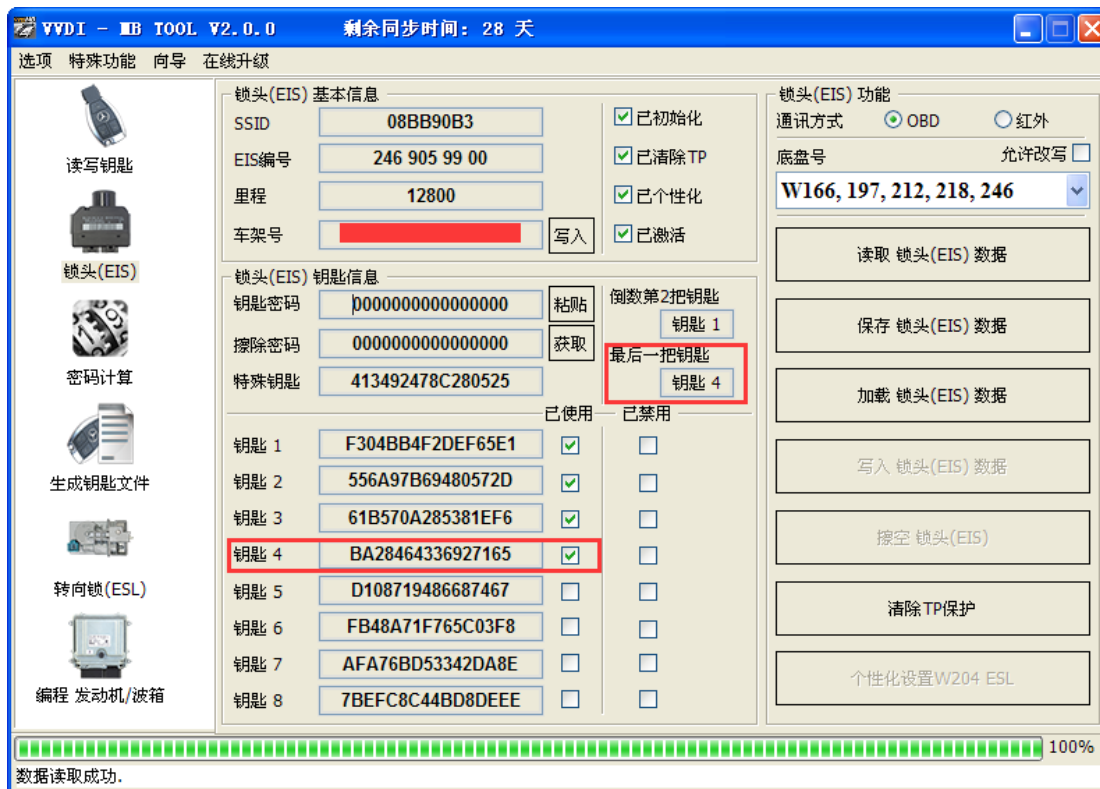 VVDI - MB TOOL V2.0.0 剩余同步时间: 28 天
选项 特殊功能 向导 在线升级
读写钥匙
锁头(EIS)
密码计算
生成钥匙文件
转向锁(ESL)
编程 发动机/波箱
锁头(EIS) 基本信息
SSID 08BB90B3
EIS编号 246 905 99 00
里程 12800
车架号 写入
已初始化
已清除TP
已个性化
已激活
锁头(EIS) 钥匙信息
钥匙密码 0000000000000000 粘贴
擦除密码 0000000000000000 获取
特殊钥匙 413492478C280525
倒数第2把钥匙
钥匙 1
最后一把钥匙
钥匙 4
已使用 已禁用
钥匙 1 F304BB4F2DEF65E1
钥匙 2 556A97B69480572D
钥匙 3 61B570A285381EF6
钥匙 4 BA28464336927165
钥匙 5 D108719486687467
钥匙 6 FB48A71F765C03F8
钥匙 7 AFA76BD53342DA8E
钥匙 8 7BEFC8C44BD8DEEE
锁头(EIS) 功能
通讯方式 OBD 红外
底盘号 允许改写
W166, 197, 212, 218, 246
读取 锁头(EIS) 数据
保存 锁头(EIS) 数据
加载 锁头(EIS) 数据
写入 锁头(EIS) 数据
擦空 锁头(EIS)
清除TP保护
个性化设置W204 ESL
100%
数据读取成功.